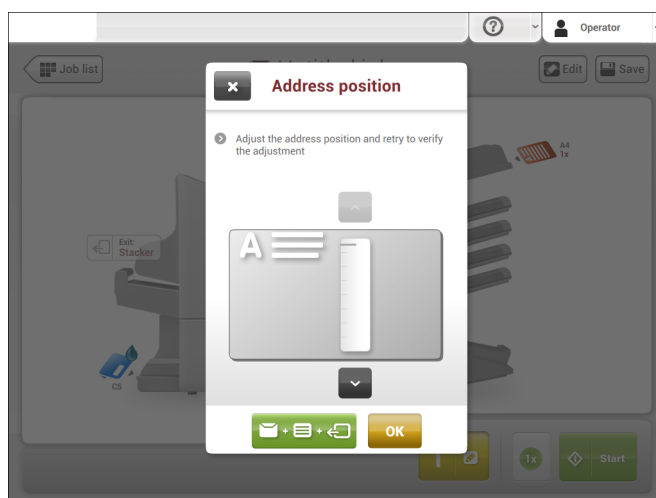 ?
Operator
Job list
Edit
Save
Address position
Adjust the address position and retry to verify
the adjustment
A4
1x
Exit:
Stacker
A
C5
+ +
OK
1x
Start